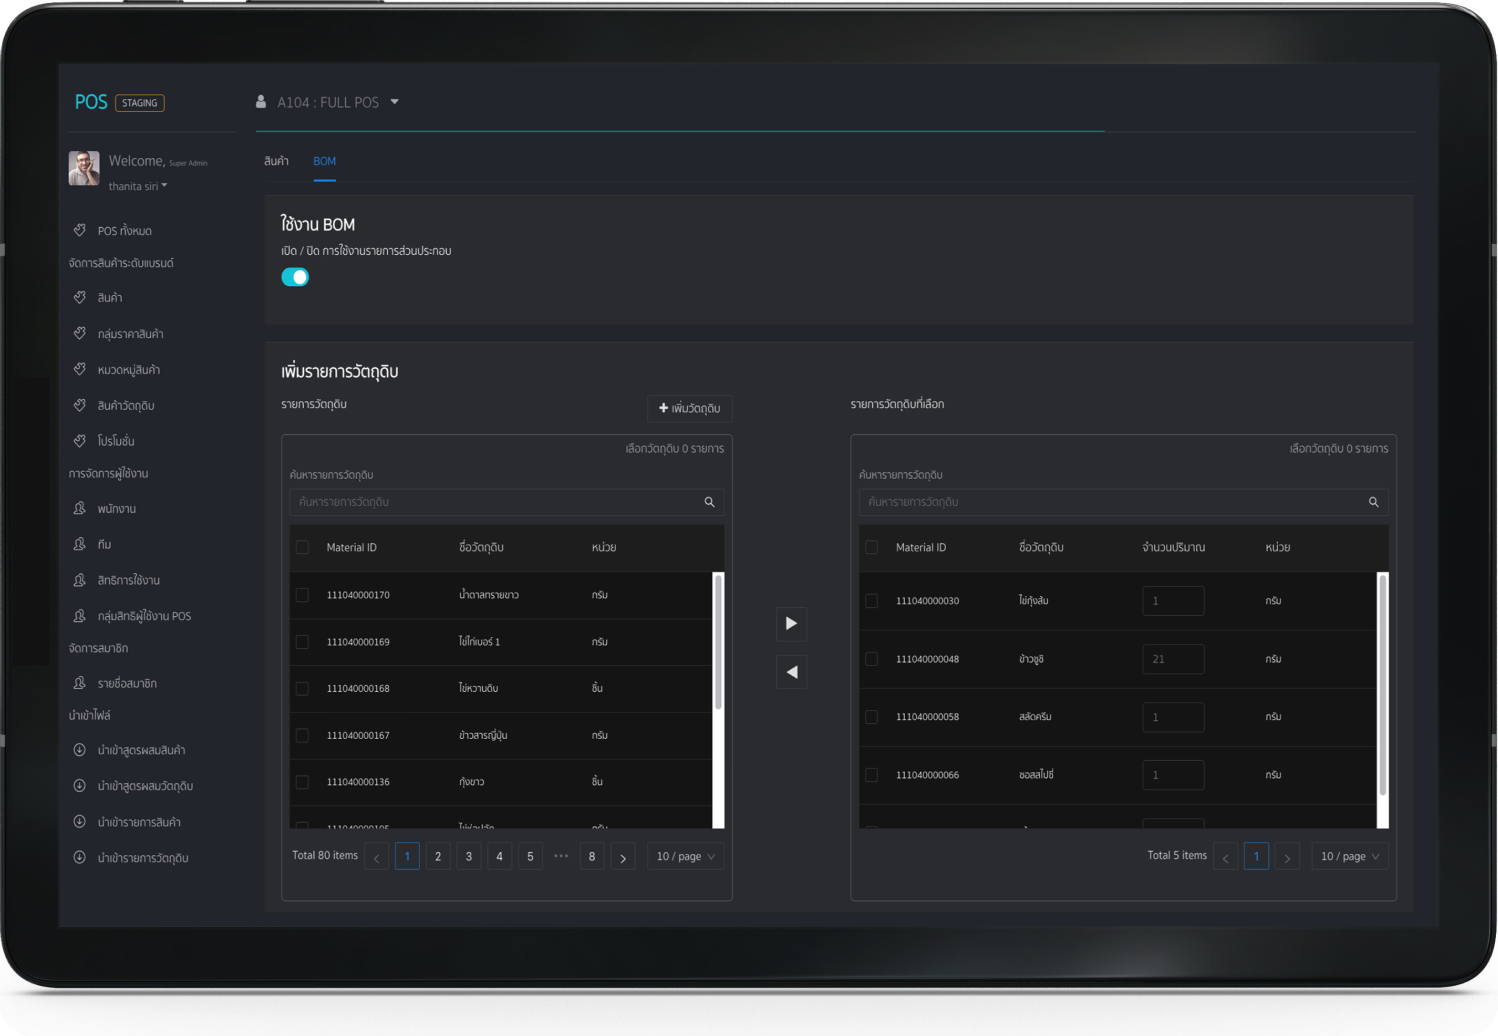 POS STAGING
A104 : FULL POS
Welcome, Super Admin
thanita siri
สินค้า BOM
POS ทั้งหมด
จัดการสินค้าระดับแบรนด์
สินค้า
กลุ่มราคาสินค้า
หมวดหมู่สินค้า
สินค้าวัตถุดิบ
โปรโมชั่น
การจัดการผู้ใช้งาน
พนักงาน
ทีม
สิทธิการใช้งาน
กลุ่มสิทธิผู้ใช้งาน POS
จัดการสมาชิก
รายชื่อสมาชิก
นำเข้าไฟล์
นำเข้าสูตรผสมสินค้า
นำเข้าสูตรผสมวัตถุดิบ
นำเข้ารายการสินค้า
นำเข้ารายการวัตถุดิบ
ใช้งาน BOM
เปิด / ปิด การใช้งานรายการส่วนประกอบ
เพิ่มรายการวัตถุดิบ
รายการวัตถุดิบ
+ เพิ่มวัตถุดิบ
เลือกวัตถุดิบ 0 รายการ
ค้นหารายการวัตถุดิบ
ค้นหารายการวัตถุดิบ
Material ID ชื่อวัตถุดิบ หน่วย
111040000170 น้ำตาลทรายขาว กรัม
111040000169 ไข่ไก่เบอร์ 1 กรัม
111040000168 ไข่หวานดิบ ชิ้น
111040000167 ข้าวสารญี่ปุ่น กรัม
111040000136 กุ้งขาว ชิ้น
Total 80 items < 1 2 3 4 5 ••• 8 > 10 / page
รายการวัตถุดิบที่เลือก
เลือกวัตถุดิบ 0 รายการ
ค้นหารายการวัตถุดิบ
ค้นหารายการวัตถุดิบ
Material ID ชื่อวัตถุดิบ จำนวนปริมาณ หน่วย
111040000030 ไข่กุ้งส้ม 1 กรัม
111040000048 ข้าวซูชิ 21 กรัม
111040000058 สลัดครีม 1 กรัม
111040000066 ซอสสไปซี่ 1 กรัม
Total 5 items < 1 > 10 / page